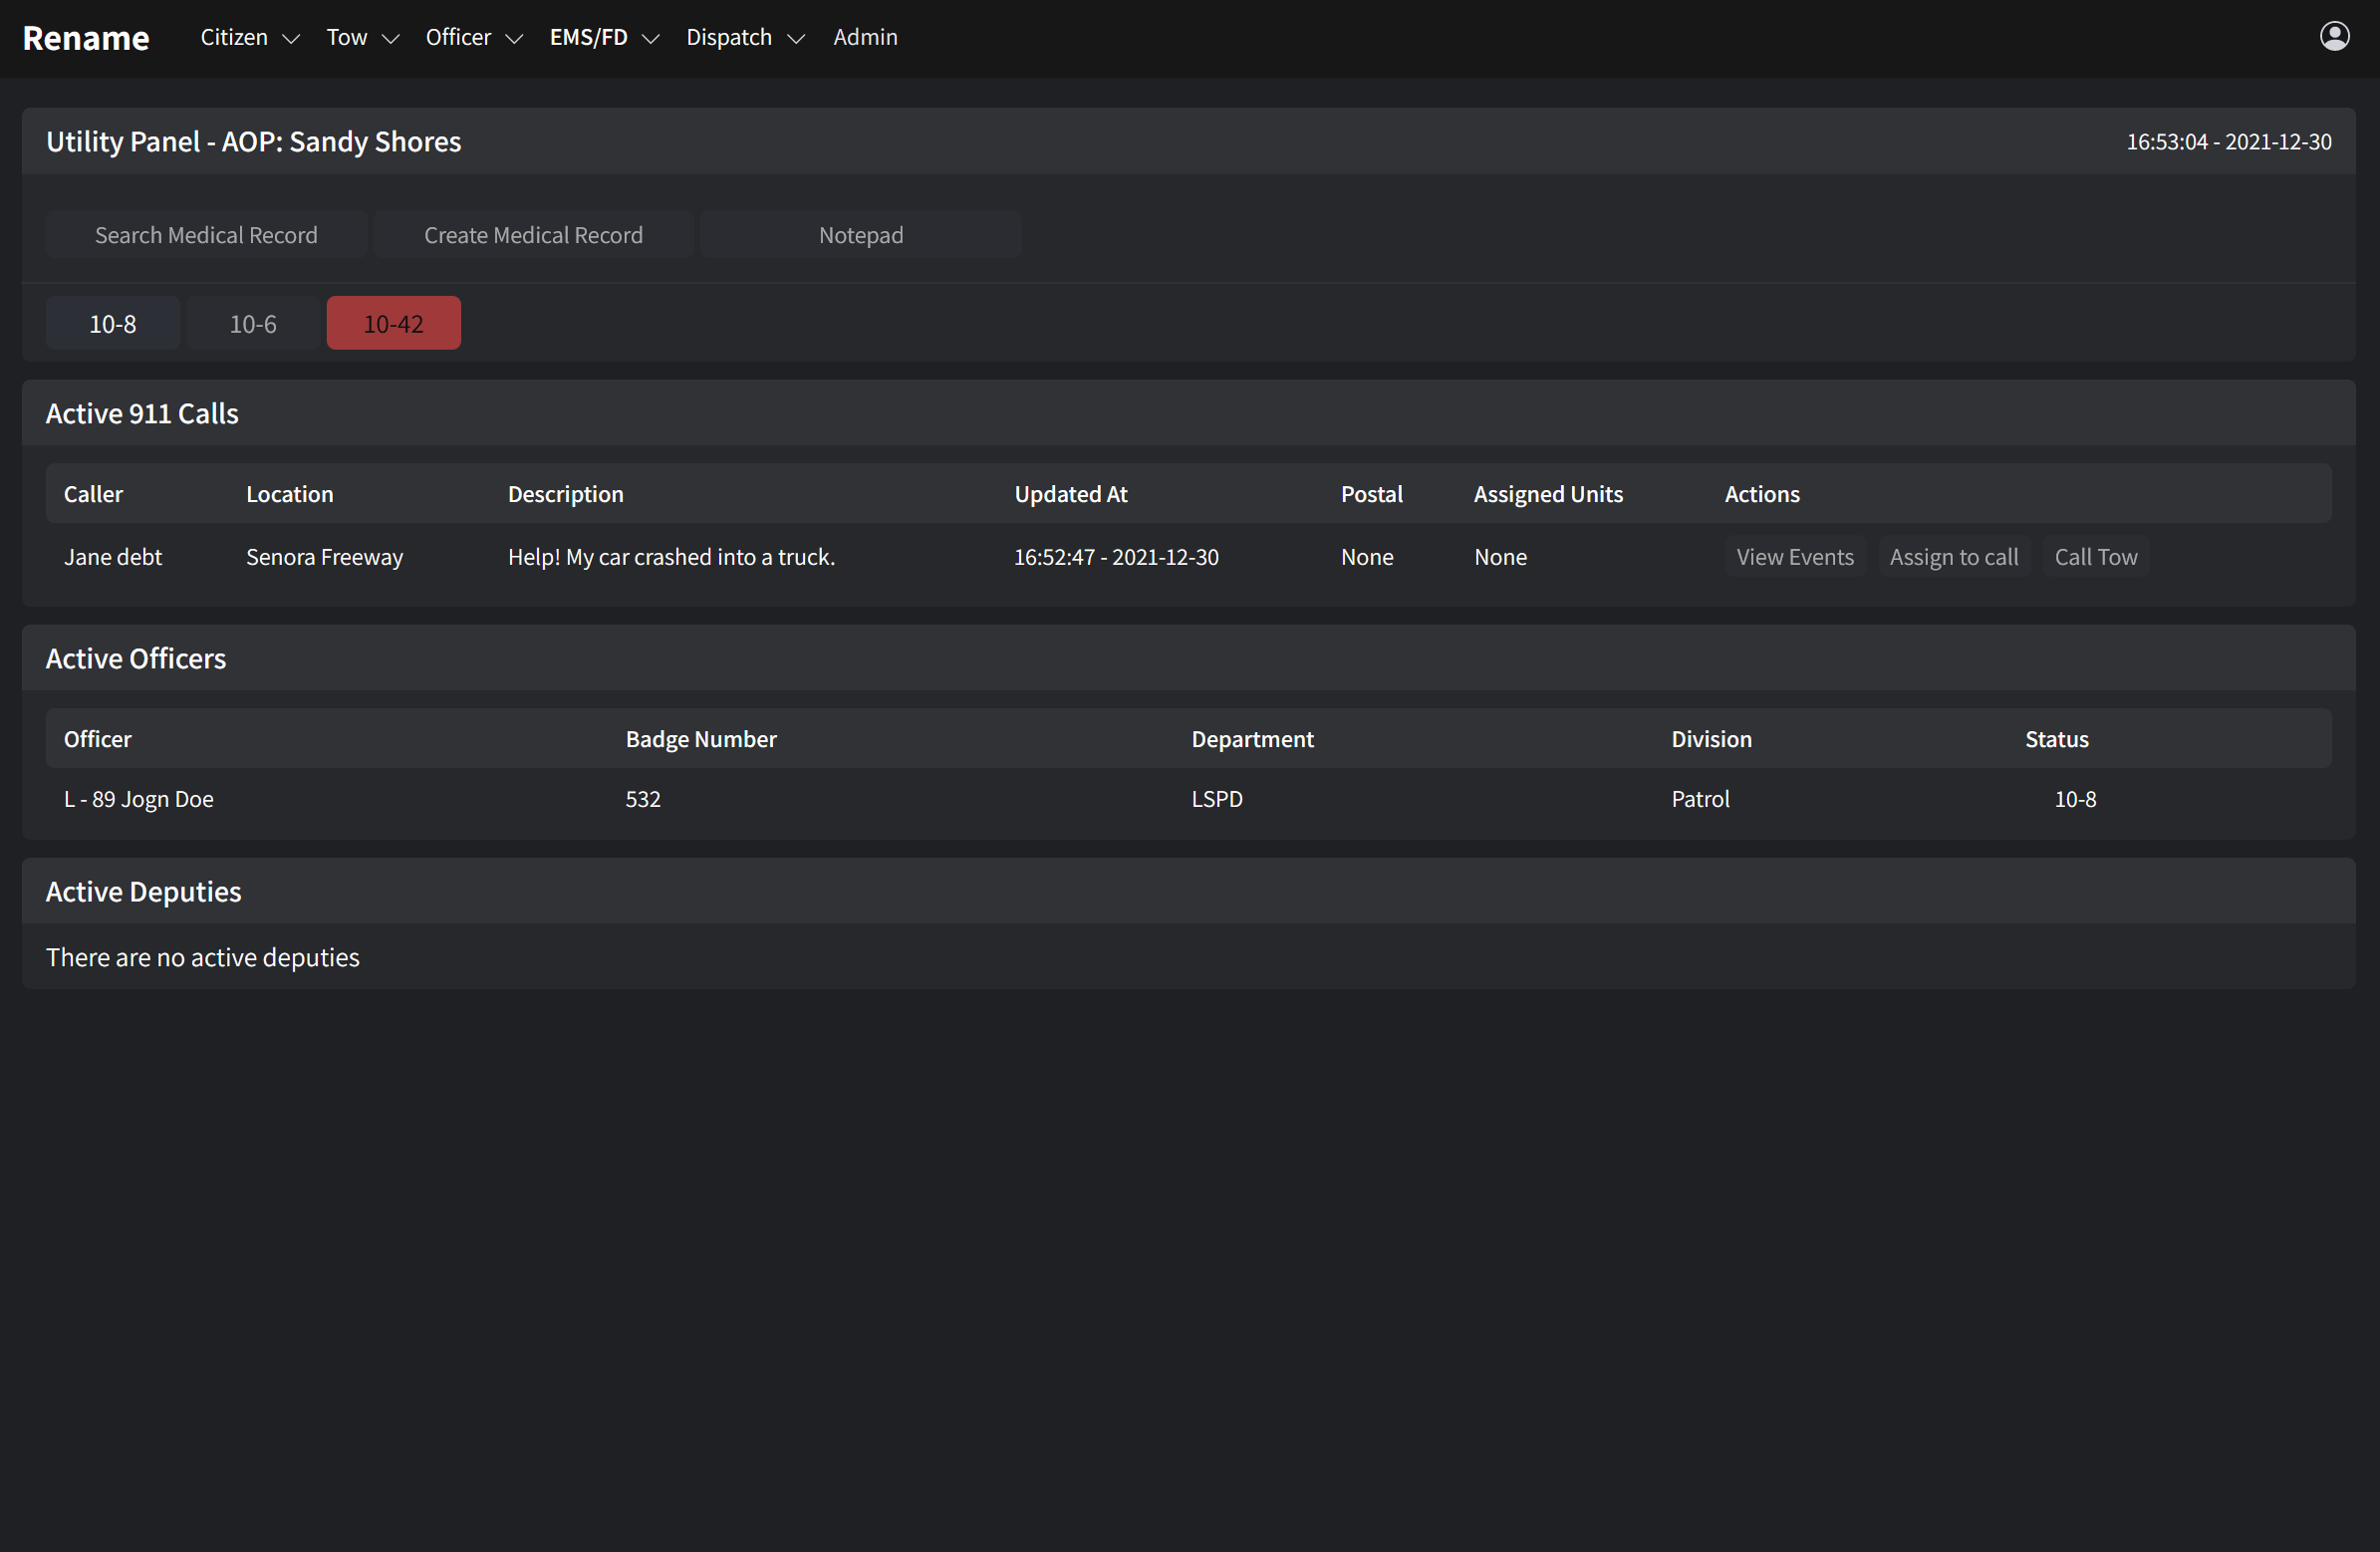 Rename Citizen Tow Officer EMS/FD Dispatch Admin
Utility Panel - AOP: Sandy Shores 16:53:04 - 2021-12-30
Search Medical Record Create Medical Record Notepad
10-8 10-6 10-42
Active 911 Calls
Caller Location Description Updated At Postal Assigned Units Actions
Jane debt Senora Freeway Help! My car crashed into a truck. 16:52:47 - 2021-12-30 None None View Events Assign to call Call Tow
Active Officers
Officer Badge Number Department Division Status
L - 89 Jogn Doe 532 LSPD Patrol 10-8
Active Deputies
There are no active deputies